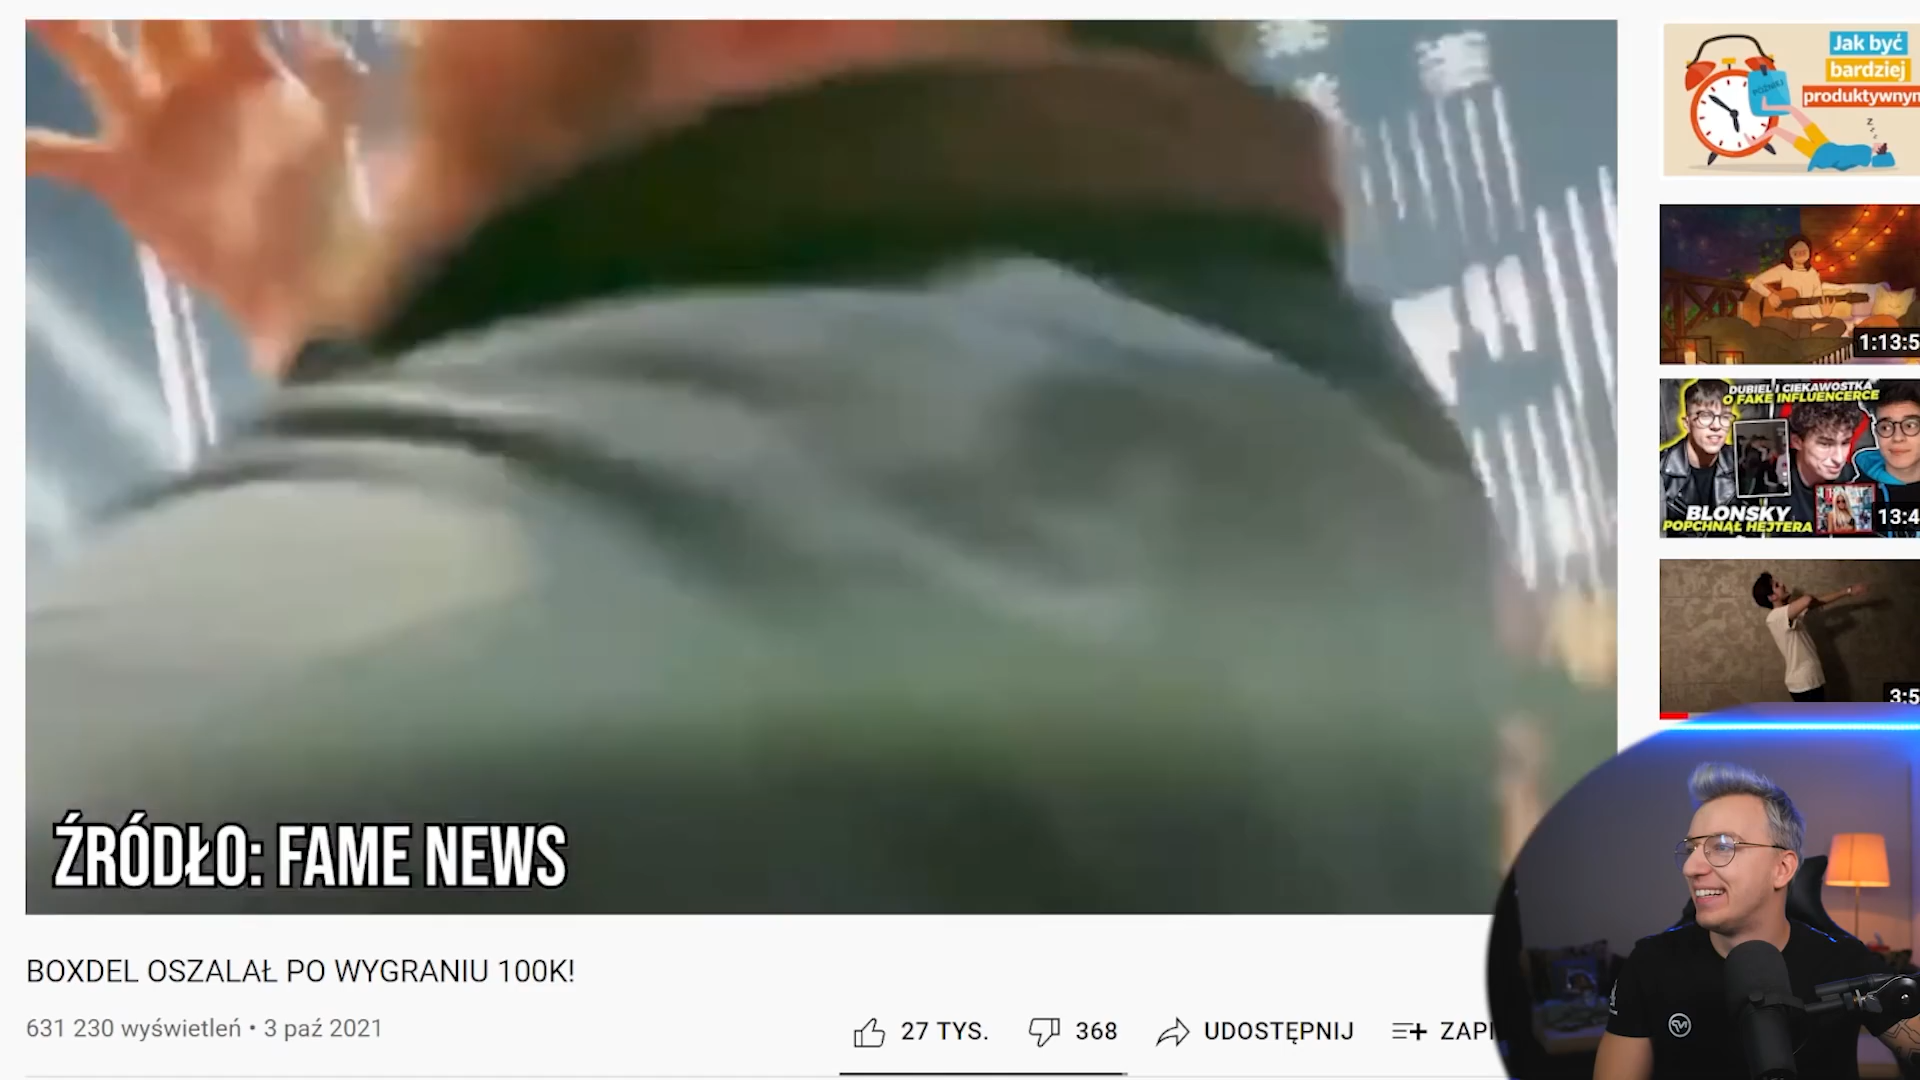 ŹRÓDŁO: FAME NEWS
BOXDEL OSZALAŁ PO WYGRANIU 100K!
631 230 wyświetleń • 3 paź 2021
27 TYS.
368
UDOSTĘPNIJ
ZAPI
Jak być
bardziej
produktywnym
1:13:5
DUBIEL I CIEKAWOSTKA
O FAKE INFLUENCERCE
BLONSKY
POPCHNĄŁ HEJTERA
13:4
3:5